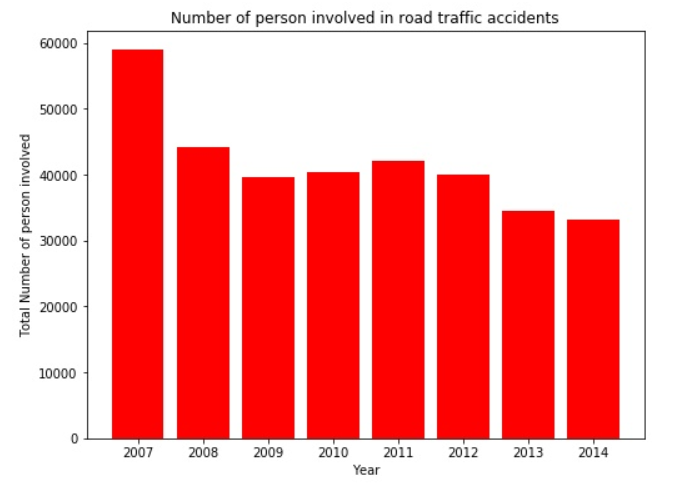 Number of person involved in road traffic accidents
60000
50000
40000
30000
20000
10000
0
Total Number of person involved
2007 2008 2009 2010 2011 2012 2013 2014
Year